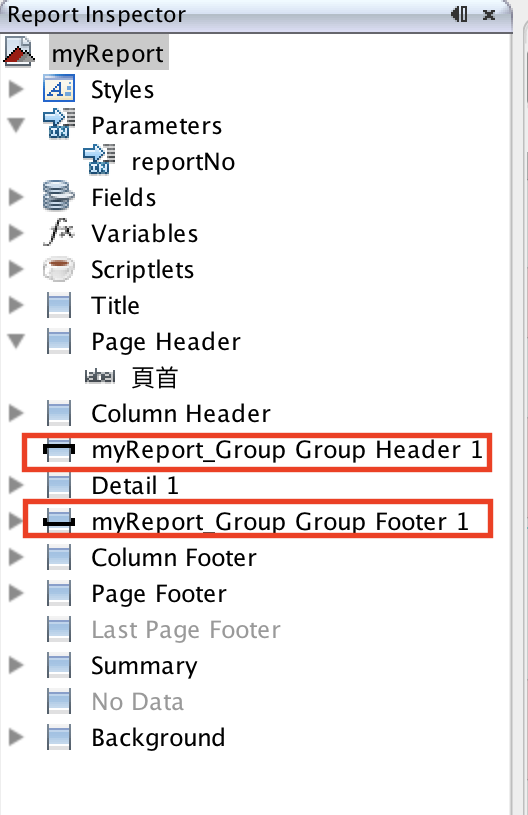 Report Inspector
myReport
Styles
Parameters
reportNo
Fields
Variables
Scriptlets
Title
Page Header
label 頁首
Column Header
myReport_Group Group Header 1
Detail 1
myReport_Group Group Footer 1
Column Footer
Page Footer
Last Page Footer
Summary
No Data
Background